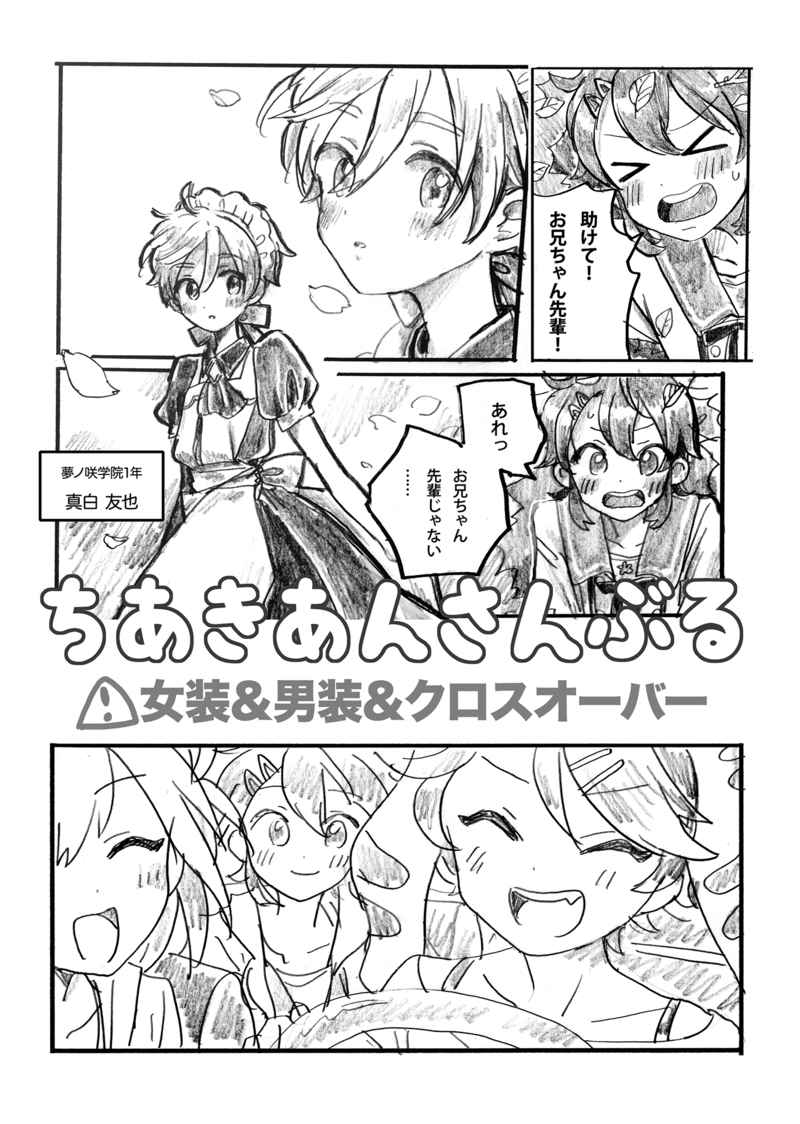 助けて！
お兄ちゃん先輩！
あれっ
お兄ちゃん
先輩じゃない
……
夢ノ咲学院1年
真白 友也
ちあきあんさんぶる
女装&男装&クロスオーバー